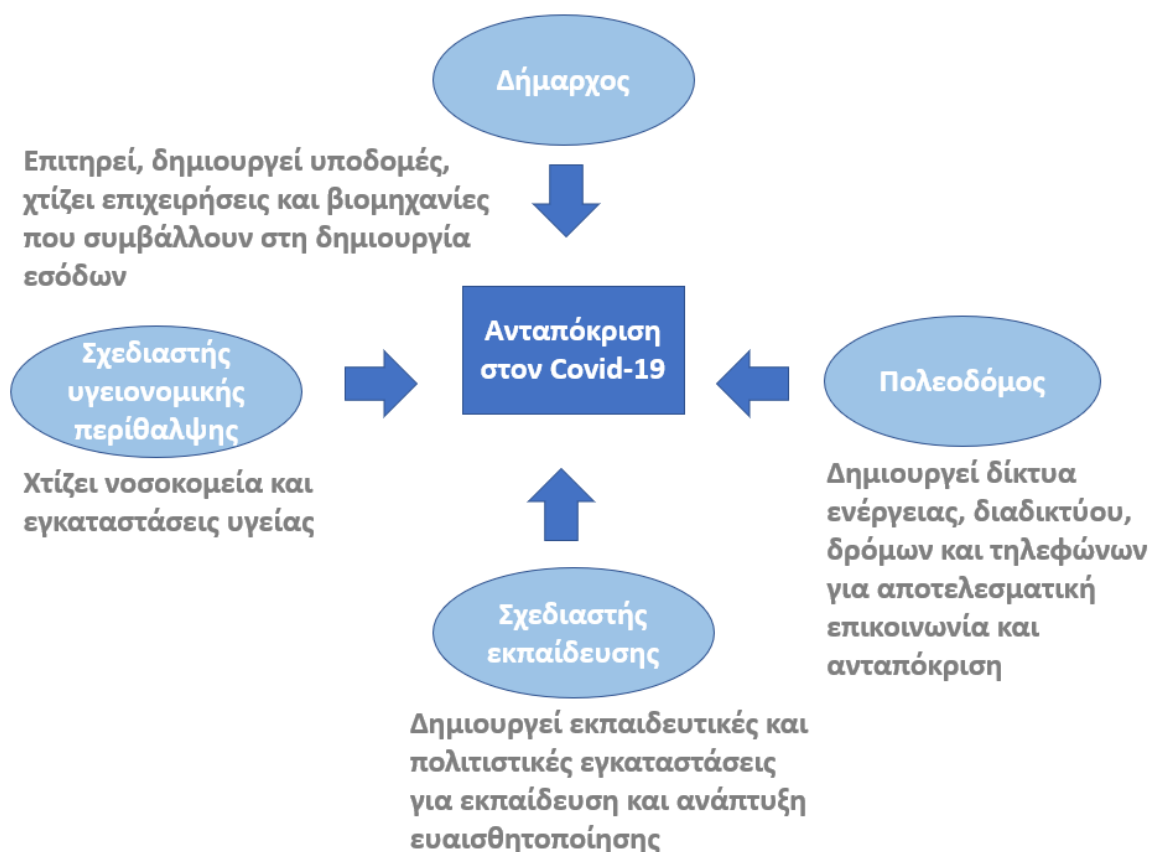 Δήμαρχος
Επιτηρεί, δημιουργεί υποδομές,
χτίζει επιχειρήσεις και βιομηχανίες
που συμβάλλουν στη δημιουργία
εσόδων
Ανταπόκριση
στον Covid-19
Σχεδιαστής
υγειονομικής
περίθαλψης
Χτίζει νοσοκομεία και
εγκαταστάσεις υγείας
Πολεοδόμος
Δημιουργεί δίκτυα
ενέργειας, διαδικτύου,
δρόμων και τηλεφώνων
για αποτελεσματική
επικοινωνία και
ανταπόκριση
Σχεδιαστής
εκπαίδευσης
Δημιουργεί εκπαιδευτικές και
πολιτιστικές εγκαταστάσεις
για εκπαίδευση και ανάπτυξη
ευαισθητοποίησης